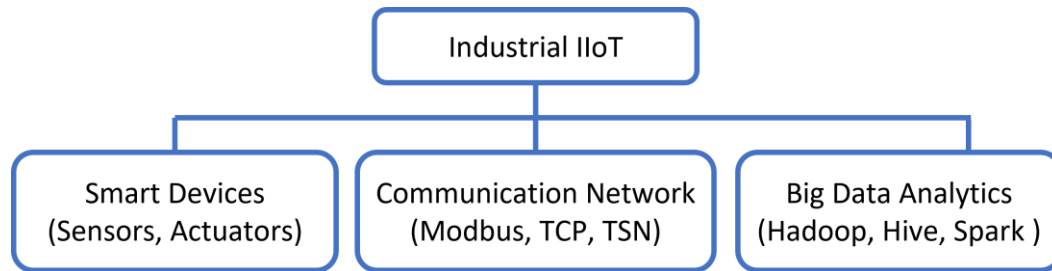 Industrial IIoT
Smart Devices
(Sensors, Actuators)
Communication Network
(Modbus, TCP, TSN)
Big Data Analytics
(Hadoop, Hive, Spark )